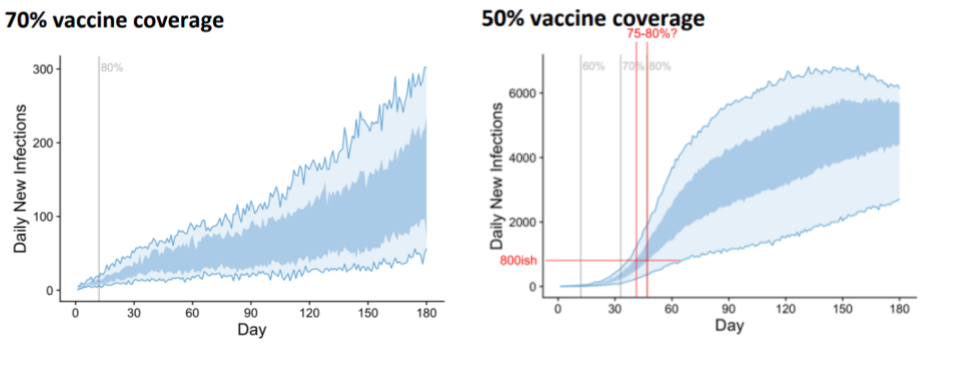 70% vaccine coverage
80%
300
200
100
0
Daily New Infections
0 30 60 90 120 150 180
Day
50% vaccine coverage
75-80%?
60% 70% 80%
6000
4000
2000
800ish
0
Daily New Infections
0 30 60 90 120 150 180
Day